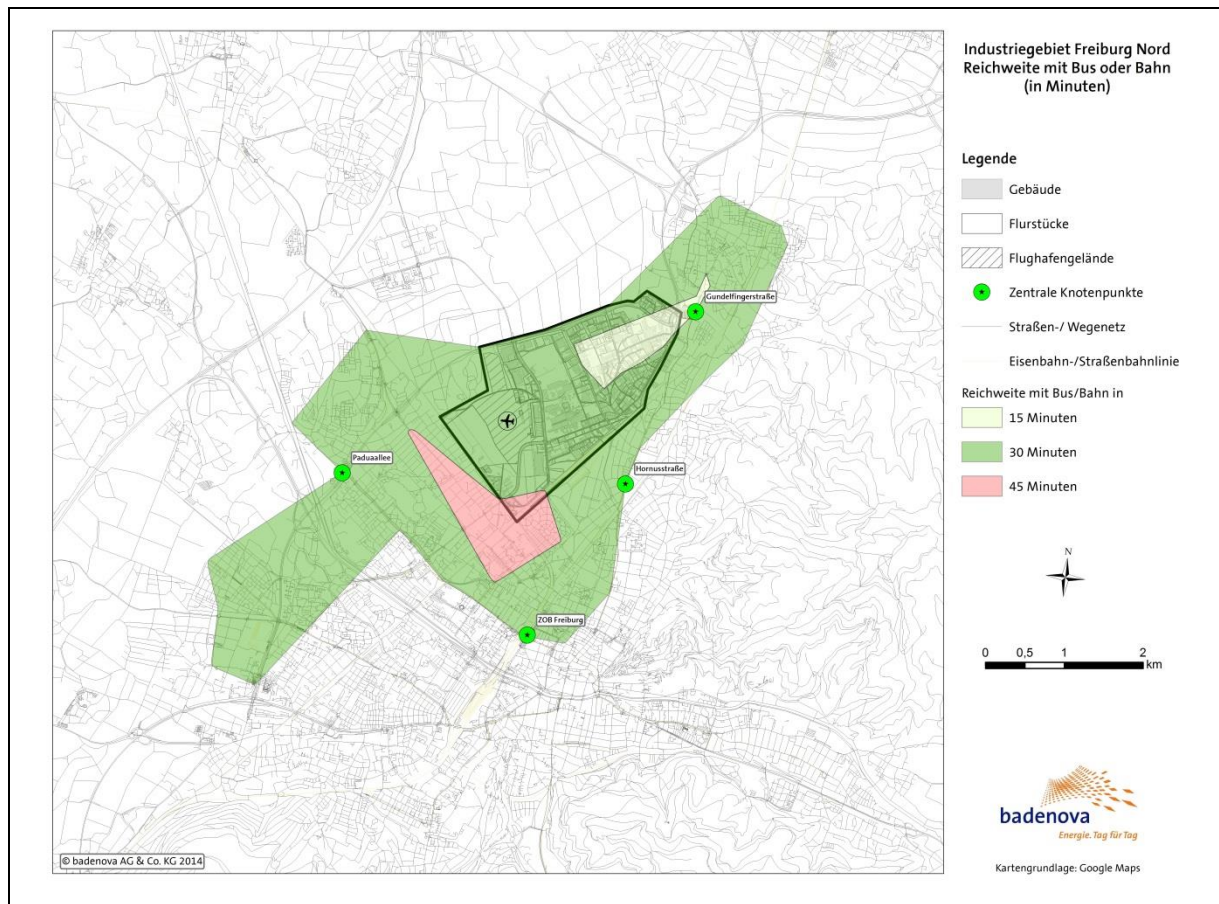 Industriegebiet Freiburg Nord
Reichweite mit Bus oder Bahn
(in Minuten)
Legende
Gebäude
Flurstücke
Flughafengelände
Zentrale Knotenpunkte
Straßen-/ Wegenetz
Eisenbahn-/Straßenbahnlinie
Reichweite mit Bus/Bahn in
15 Minuten
30 Minuten
45 Minuten
Gundelfingerstraße
Paduaallee
Hornusstraße
ZOB Freiburg
N
0 0,5 1 2
km
badenova
Energie. Tag für Tag
Kartengrundlage: Google Maps
© badenova AG & Co. KG 2014